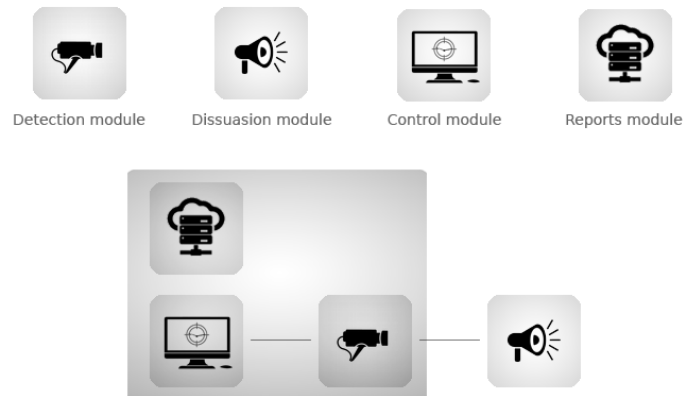 Detection module
Dissuasion module
Control module
Reports module